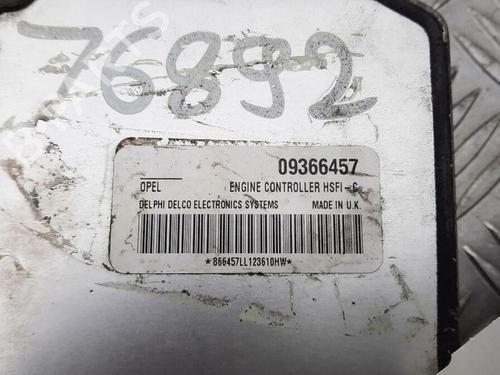 76892
09366457
OPEL ENGINE CONTROLLER HSFI-C
DELPHI DELCO ELECTRONICS SYSTEMS MADE IN U.K.
*866457LL123610HW*